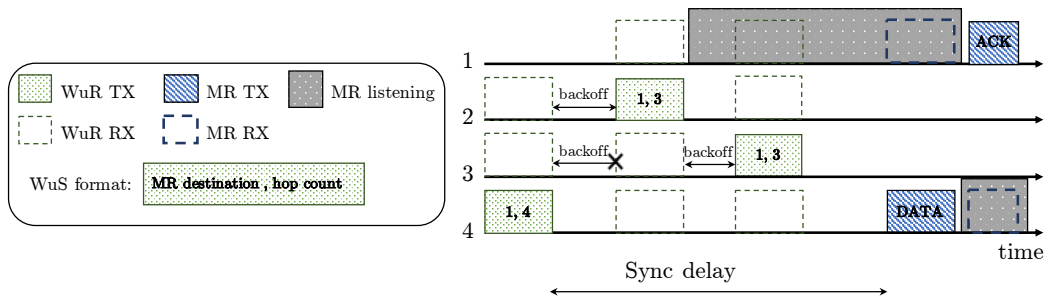 WuR TX
MR TX
MR listening
WuR RX
MR RX
WuS format:
MR destination , hop count
1
ACK
2
backoff
1, 3
3
backoff
backoff
1, 3
4
1, 4
DATA
time
Sync delay